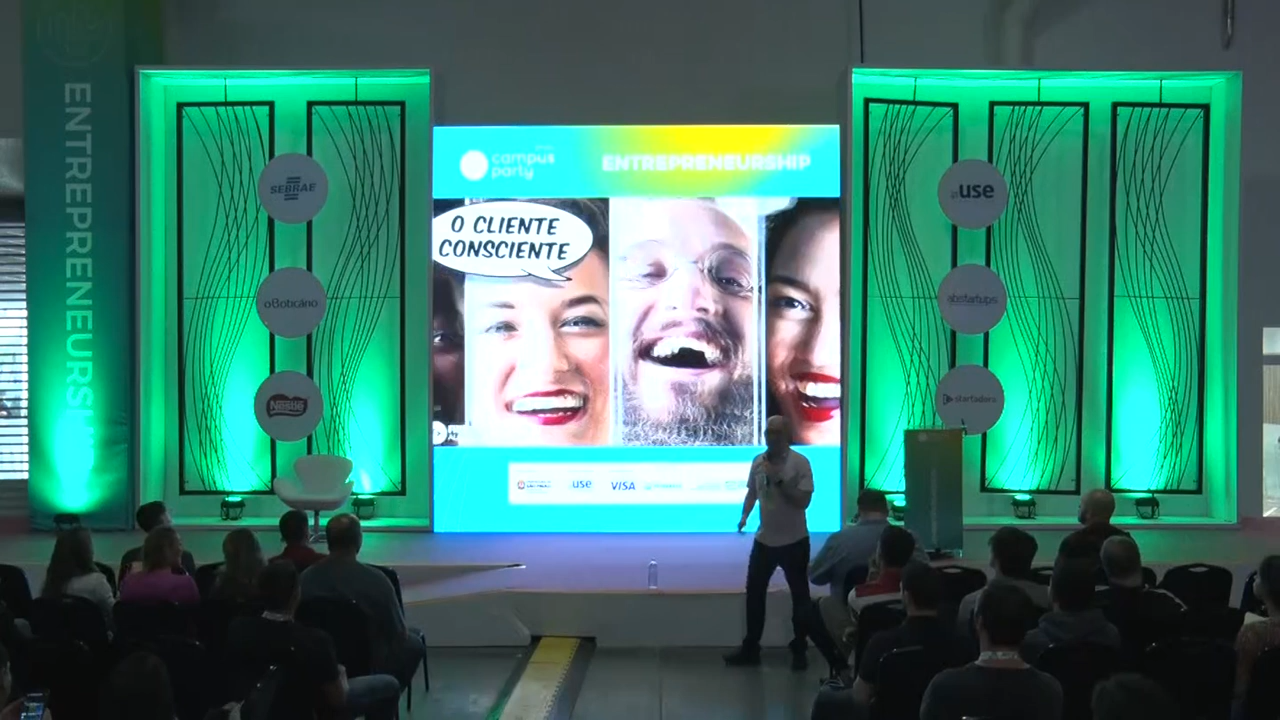 ENTREPRENEURSHIP
SEBRAE
oBoticário
Nestlé
campus
party
ENTREPRENEURSHIP
O CLIENTE
CONSCIENTE
use
VISA
use
abstartups
startadora